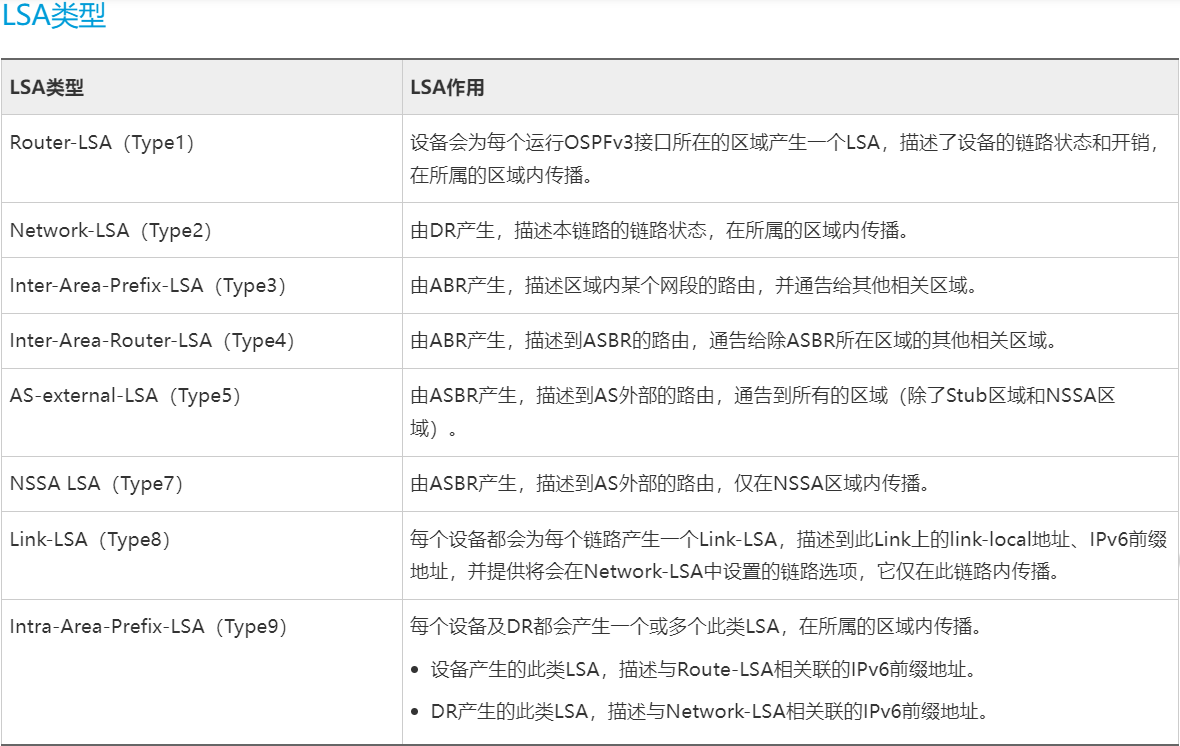 LSA类型
LSA类型
LSA作用
Router-LSA（Type1）
设备会为每个运行OSPFv3接口所在的区域产生一个LSA，描述了设备的链路状态和开销，
在所属的区域内传播。
Network-LSA（Type2）
由DR产生，描述本链路的链路状态，在所属的区域内传播。
Inter-Area-Prefix-LSA（Type3）
由ABR产生，描述区域内某个网段的路由，并通告给其他相关区域。
Inter-Area-Router-LSA（Type4）
由ABR产生，描述到ASBR的路由，通告给除ASBR所在区域的其他相关区域。
AS-external-LSA（Type5）
由ASBR产生，描述到AS外部的路由，通告到所有的区域（除了Stub区域和NSSA区
域）。
NSSA LSA（Type7）
由ASBR产生，描述到AS外部的路由，仅在NSSA区域内传播。
Link-LSA（Type8）
每个设备都会为每个链路产生一个Link-LSA，描述到此Link上的link-local地址、IPv6前缀
地址，并提供将会在Network-LSA中设置的链路选项，它仅在此链路内传播。
Intra-Area-Prefix-LSA（Type9）
每个设备及DR都会产生一个或多个此类LSA，在所属的区域内传播。
• 设备产生的此类LSA，描述与Route-LSA相关联的IPv6前缀地址。
• DR产生的此类LSA，描述与Network-LSA相关联的IPv6前缀地址。